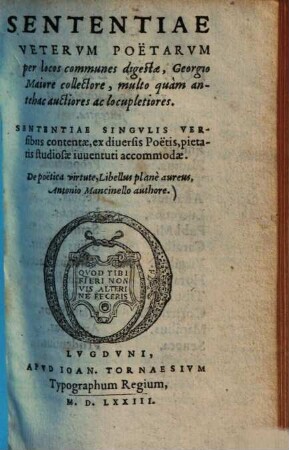 SENTENTIAE
VETERVM POËTARVM
per locos communes digestæ, Georgio
Maiore collectore, multo quàm an-
tehac auctiores ac locupletiores.
SENTENTIAE SINGVLIS VER-
sibus contentæ, ex diuersis Poëtis, pieta-
tis studiosæ iuuentuti accommodæ.
De poëtica virtute, Libellus planè aureus,
Antonio Mancinello authore.)
QVOD TIBI
FIERI NON
VIS ALTERI
NE FECERIS
LVGDVNI,
APVD IOAN. TORNAESIVM
Typographum Regium,
M. D. LXXIII.